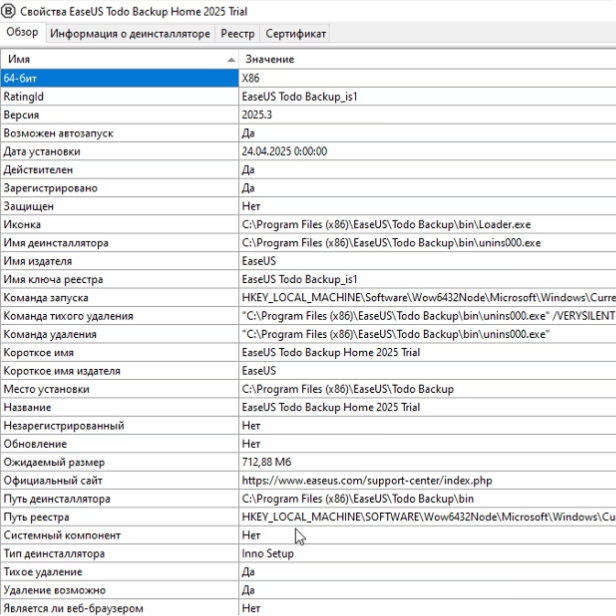 Свойства EaseUS Todo Backup Home 2025 Trial
Обзор Информация о деинсталляторе Реестр Сертификат
Имя Значение
64-бит X86
RatingId EaseUS Todo Backup_is1
Версия 2025.3
Возможен автозапуск Да
Дата установки 24.04.2025 0:00:00
Действителен Да
Зарегистрировано Да
Защищен Нет
Иконка C:\Program Files (x86)\EaseUS\Todo Backup\bin\Loader.exe
Имя деинсталлятора C:\Program Files (x86)\EaseUS\Todo Backup\bin\unins000.exe
Имя издателя EaseUS
Имя ключа реестра EaseUS Todo Backup_is1
Команда запуска HKEY_LOCAL_MACHINE\Software\Wow6432Node\Microsoft\Windows\Curre
Команда тихого удаления "C:\Program Files (x86)\EaseUS\Todo Backup\bin\unins000.exe" /VERYSILENT
Команда удаления "C:\Program Files (x86)\EaseUS\Todo Backup\bin\unins000.exe"
Короткое имя EaseUS Todo Backup Home 2025 Trial
Короткое имя издателя EaseUS
Место установки C:\Program Files (x86)\EaseUS\Todo Backup
Название EaseUS Todo Backup Home 2025 Trial
Незарегистрированный Нет
Обновление Нет
Ожидаемый размер 712,88 Мб
Официальный сайт https://www.easeus.com/support-center/index.php
Путь деинсталлятора C:\Program Files (x86)\EaseUS\Todo Backup\bin
Путь реестра HKEY_LOCAL_MACHINE\SOFTWARE\Wow6432Node\Microsoft\Windows\Cu
Системный компонент Нет
Тип деинсталлятора Inno Setup
Тихое удаление Да
Удаление возможно Да
Является ли веб-браузером Нет